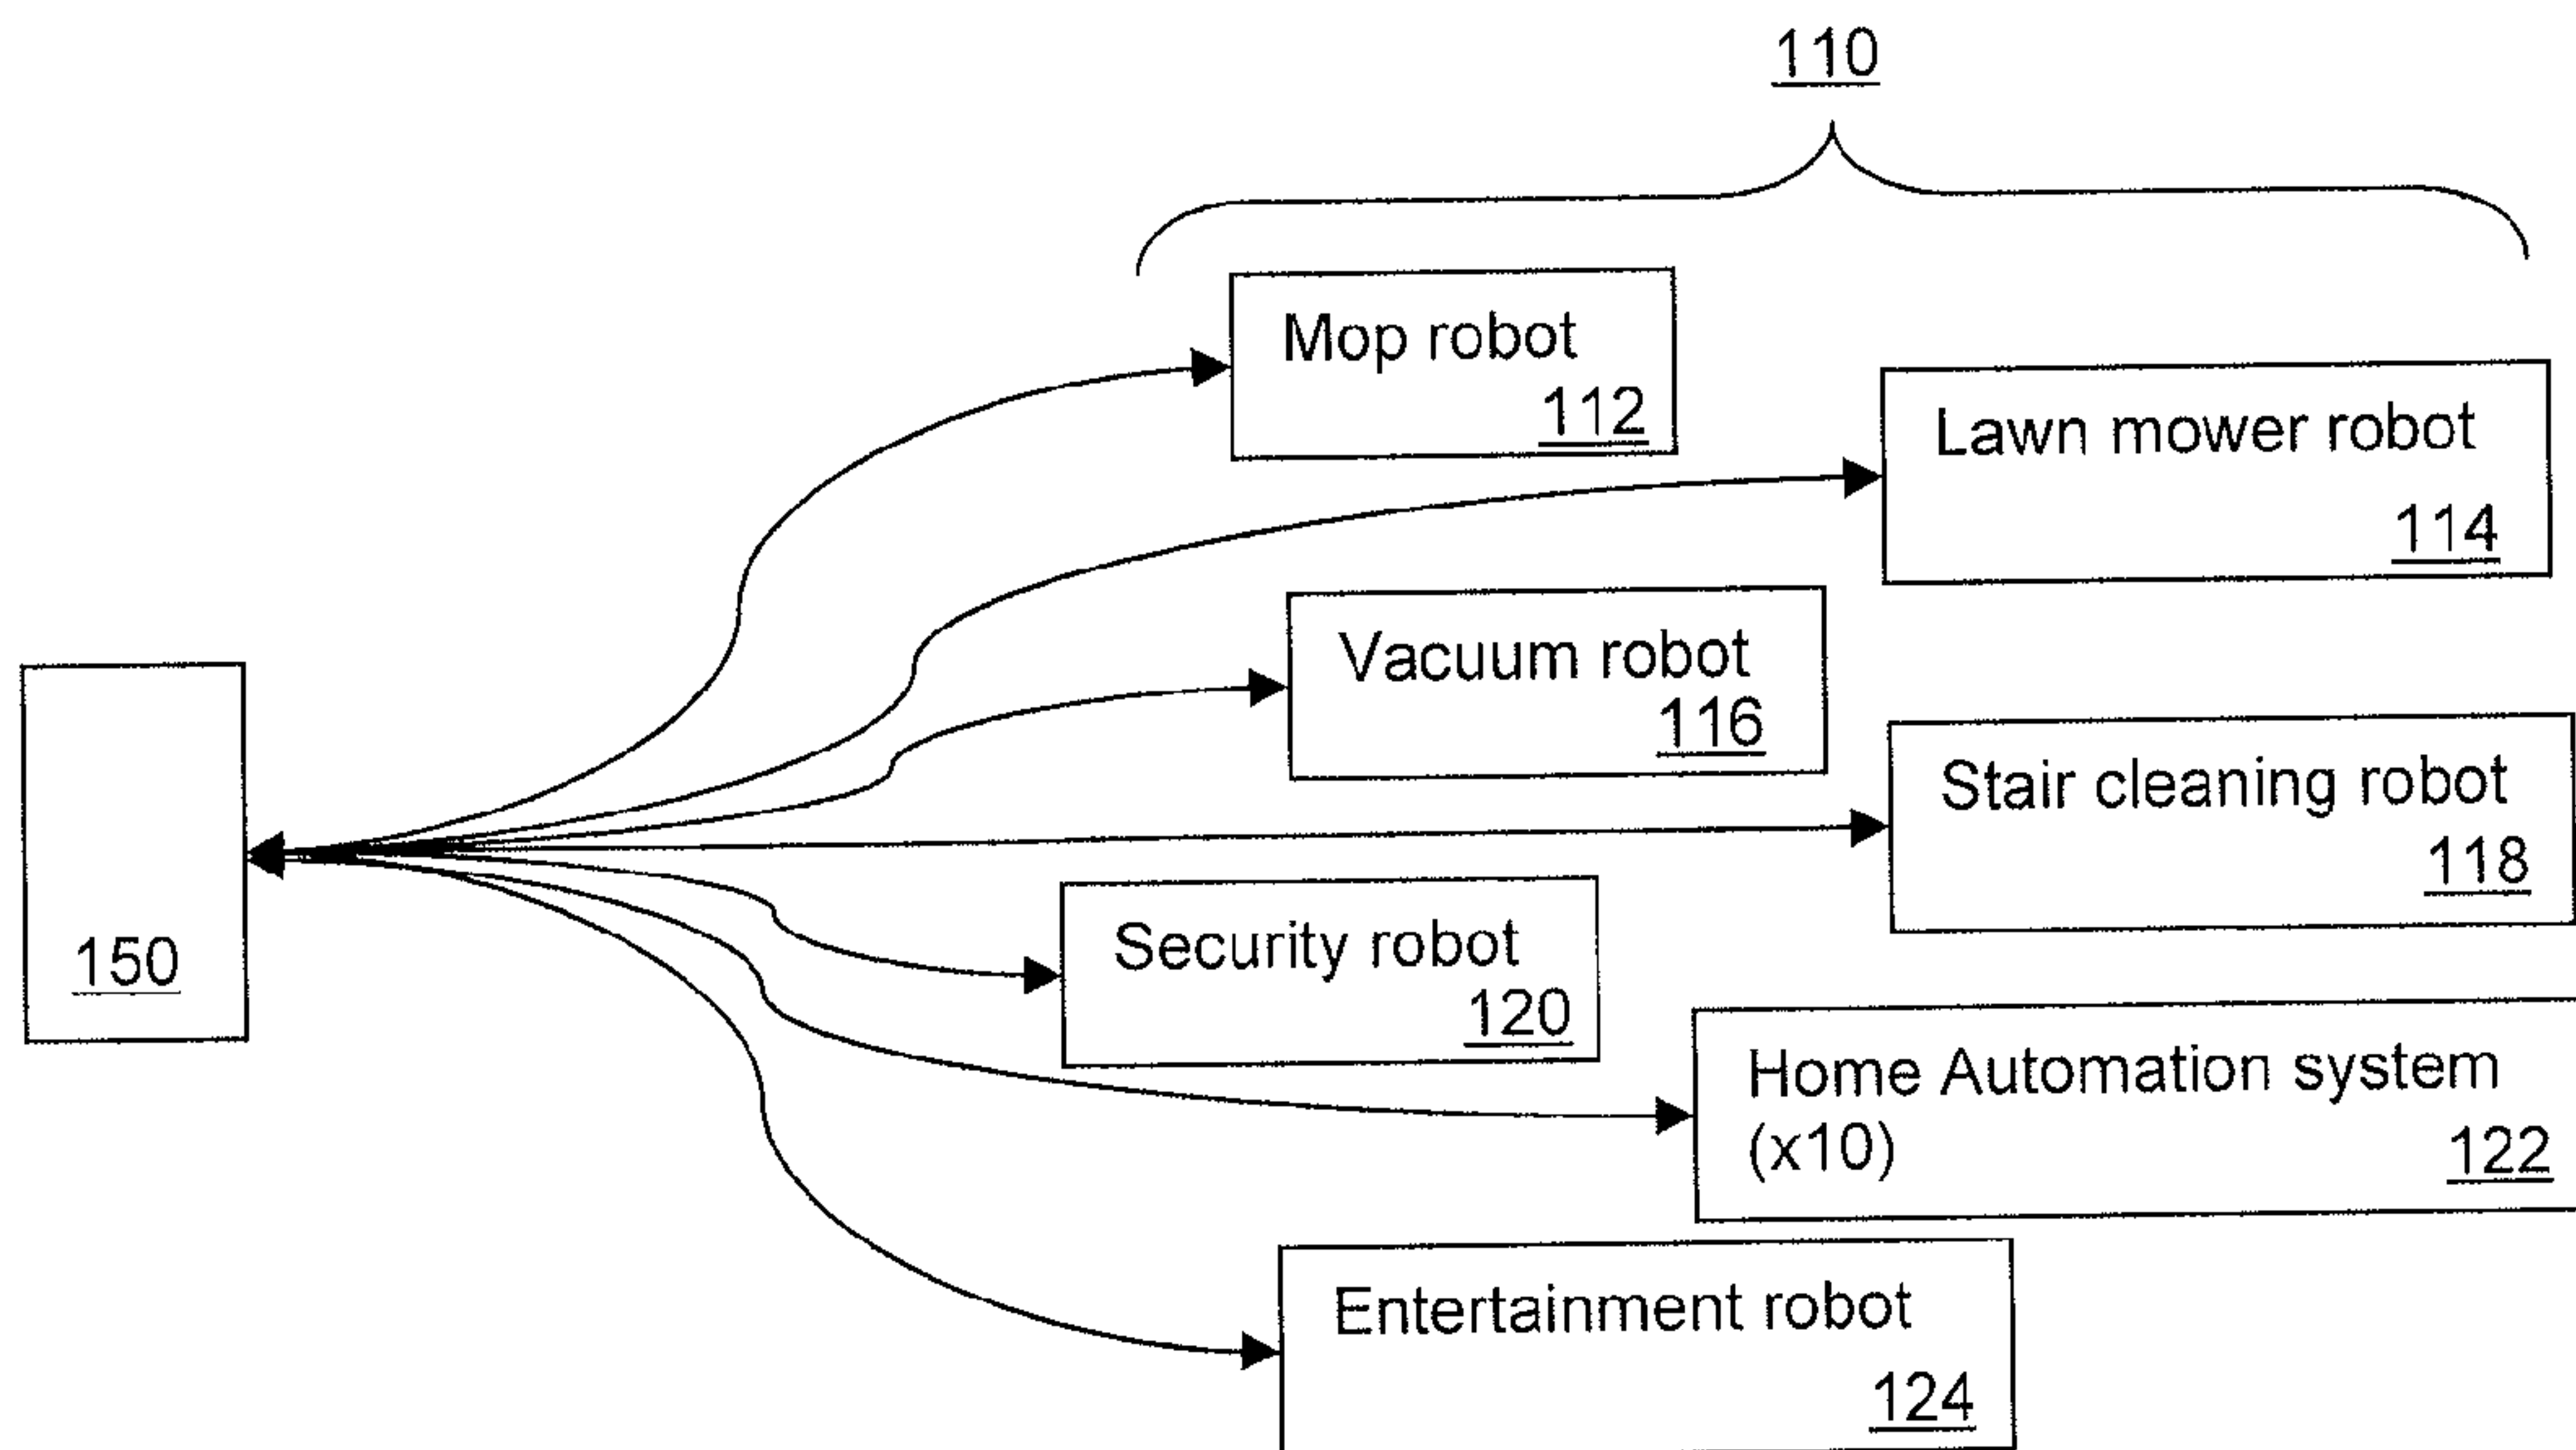 110
Mop robot
112
Lawn mower robot
114
Vacuum robot
116
Stair cleaning robot
118
150
Security robot
120
Home Automation system
(x10)
122
Entertainment robot
124